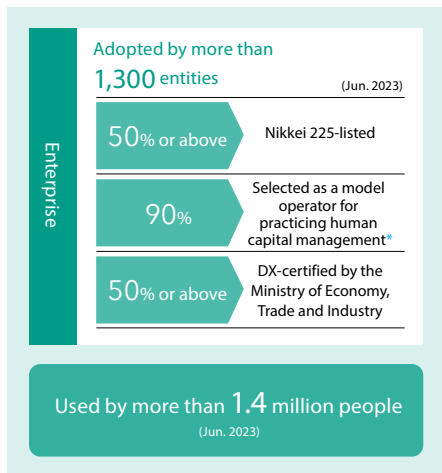 Enterprise
Adopted by more than
1,300 entities
(Jun. 2023)
50% or above
Nikkei 225-listed
90%
Selected as a model
operator for
practicing human
capital management*
50% or above
DX-certified by the
Ministry of Economy,
Trade and Industry
Used by more than 1.4 million people
(Jun. 2023)